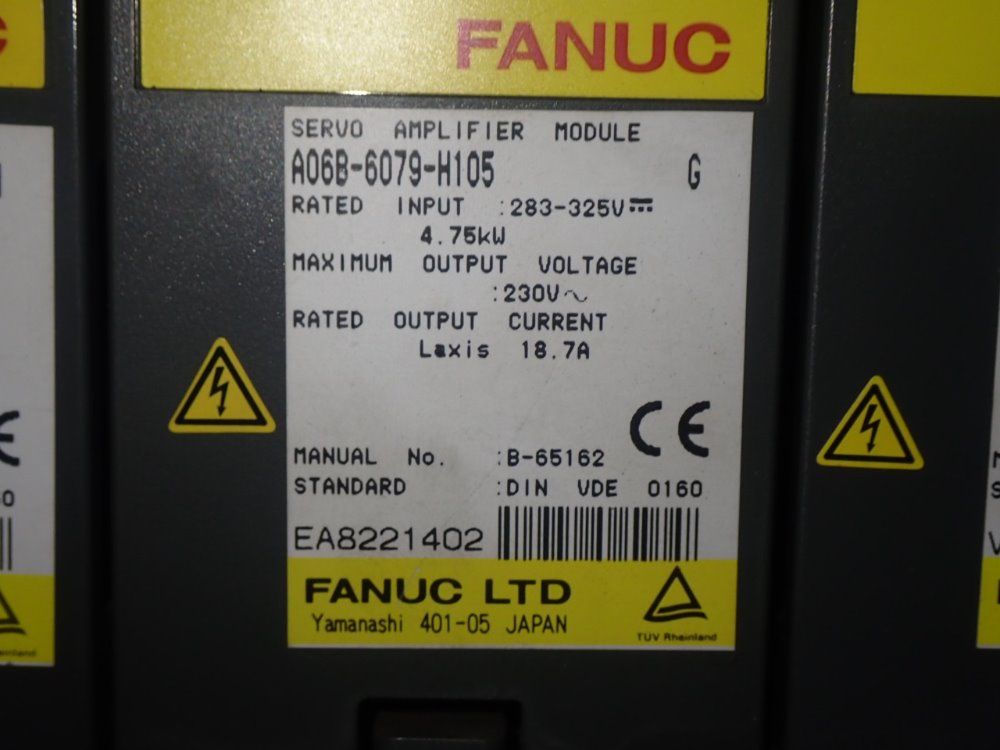 FANUC
SERVO AMPLIFIER MODULE
A06B-6079-H105 G
RATED INPUT :283-325V⎓
4.75kW
MAXIMUM OUTPUT VOLTAGE
:230V～
RATED OUTPUT CURRENT
Laxis 18.7A
CE
MANUAL No. :B-65162
STANDARD :DIN VDE 0160
EA8221402
FANUC LTD
Yamanashi 401-05 JAPAN
TÜV Rheinland